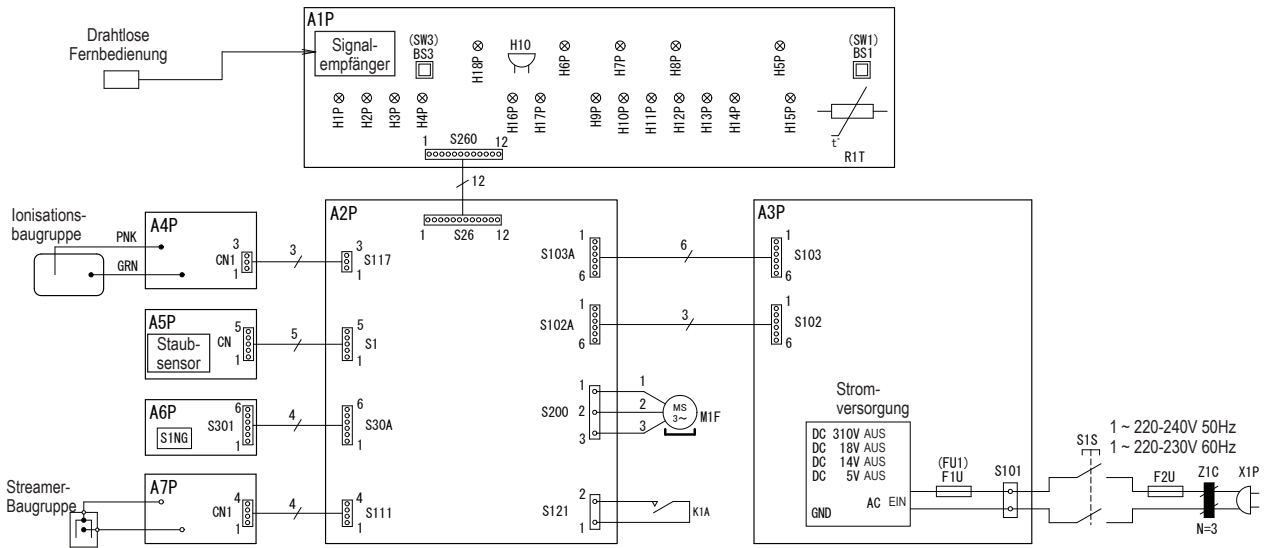 Drahtlose
Fernbedienung
A1P
Signal-
empfänger
(SW3)
BS3
H18P
H10
H6P
H7P
H8P
H5P
(SW1)
BS1
H1P
H2P
H3P
H4P
H16P
H17P
H9P
H10P
H11P
H12P
H13P
H14P
H15P
t°
R1T
1 S260 12
12
Ionisations-
baugruppe
PNK
GRN
A4P
3
CN1
1
3
A2P
1 S26 12
3
S117
1
A5P
Staub-
sensor
5
CN
1
5
5
S1
1
A6P
S1NG
6
S301
1
4
6
S30A
1
Streamer-
Baugruppe
A7P
4
CN1
1
4
4
S111
1
1
S103A
6
6
1
S102A
6
3
1
S200 2
3
1
2
3
MS
3~
M1F
2
S121
1
K1A
A3P
1
S103
6
1
S102
6
Strom-
versorgung
DC 310V AUS
DC 18V AUS
DC 14V AUS
DC 5V AUS
AC EIN
GND
(FU1)
F1U
S101
S1S
1 ~ 220-240V 50Hz
1 ~ 220-230V 60Hz
F2U
Z1C
N=3
X1P